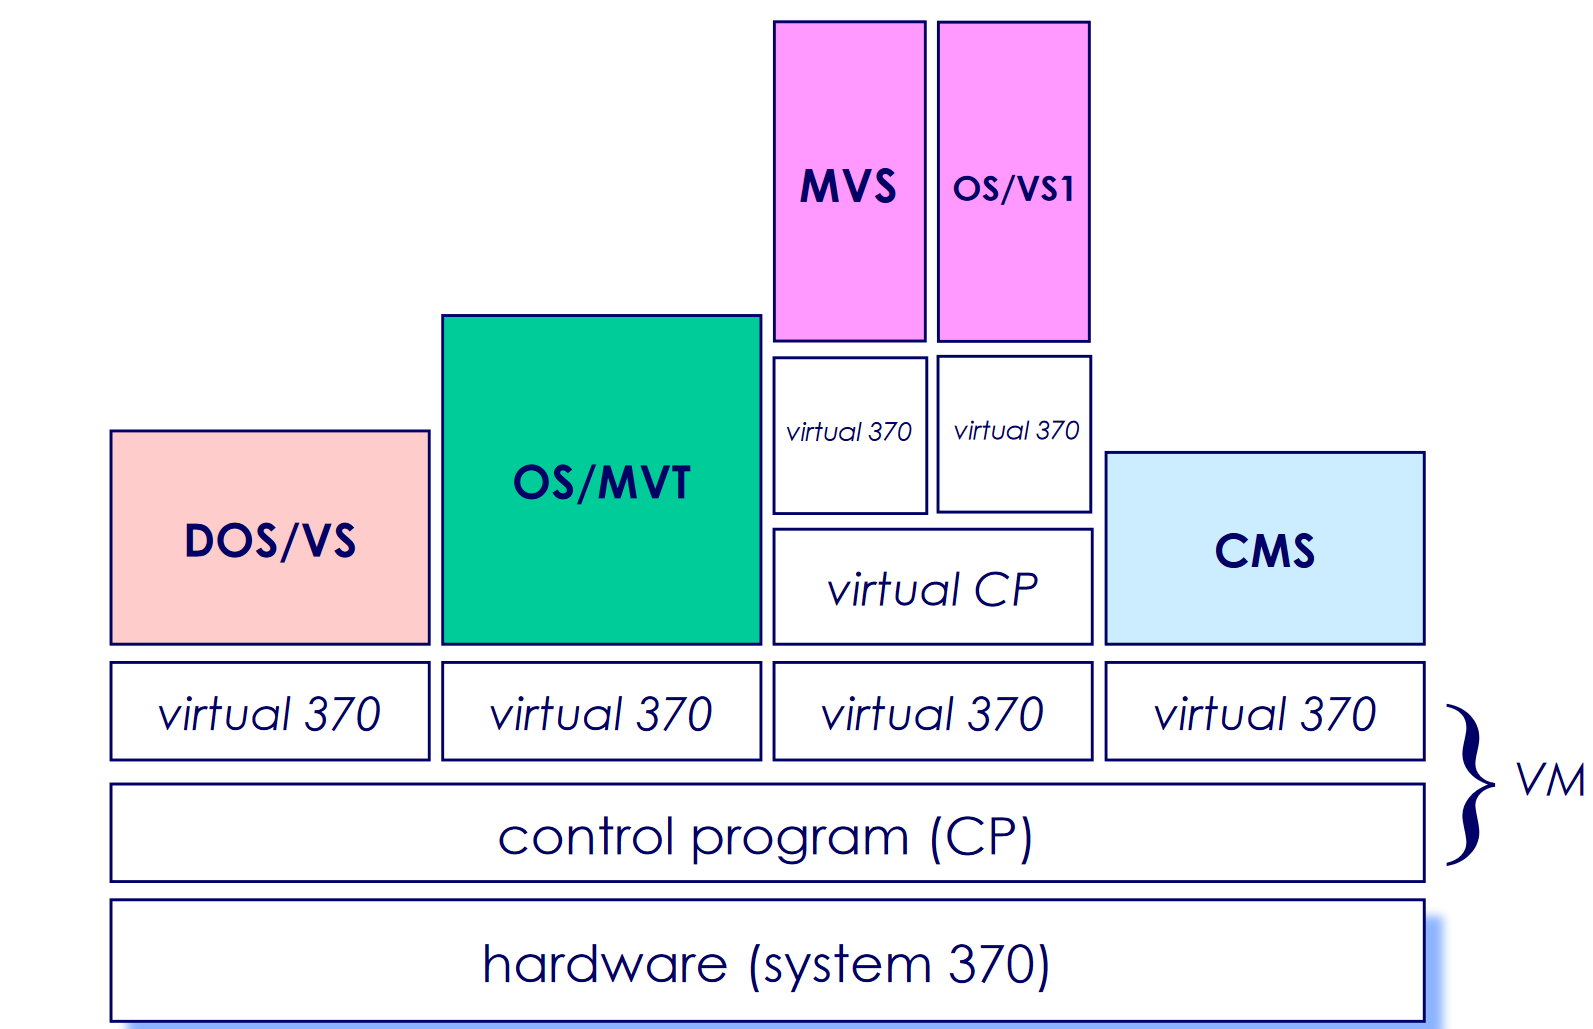 MVS
OS/VS1
virtual 370
virtual 370
OS/MVT
DOS/VS
CMS
virtual CP
virtual 370
virtual 370
virtual 370
virtual 370
VM
control program (CP)
hardware (system 370)